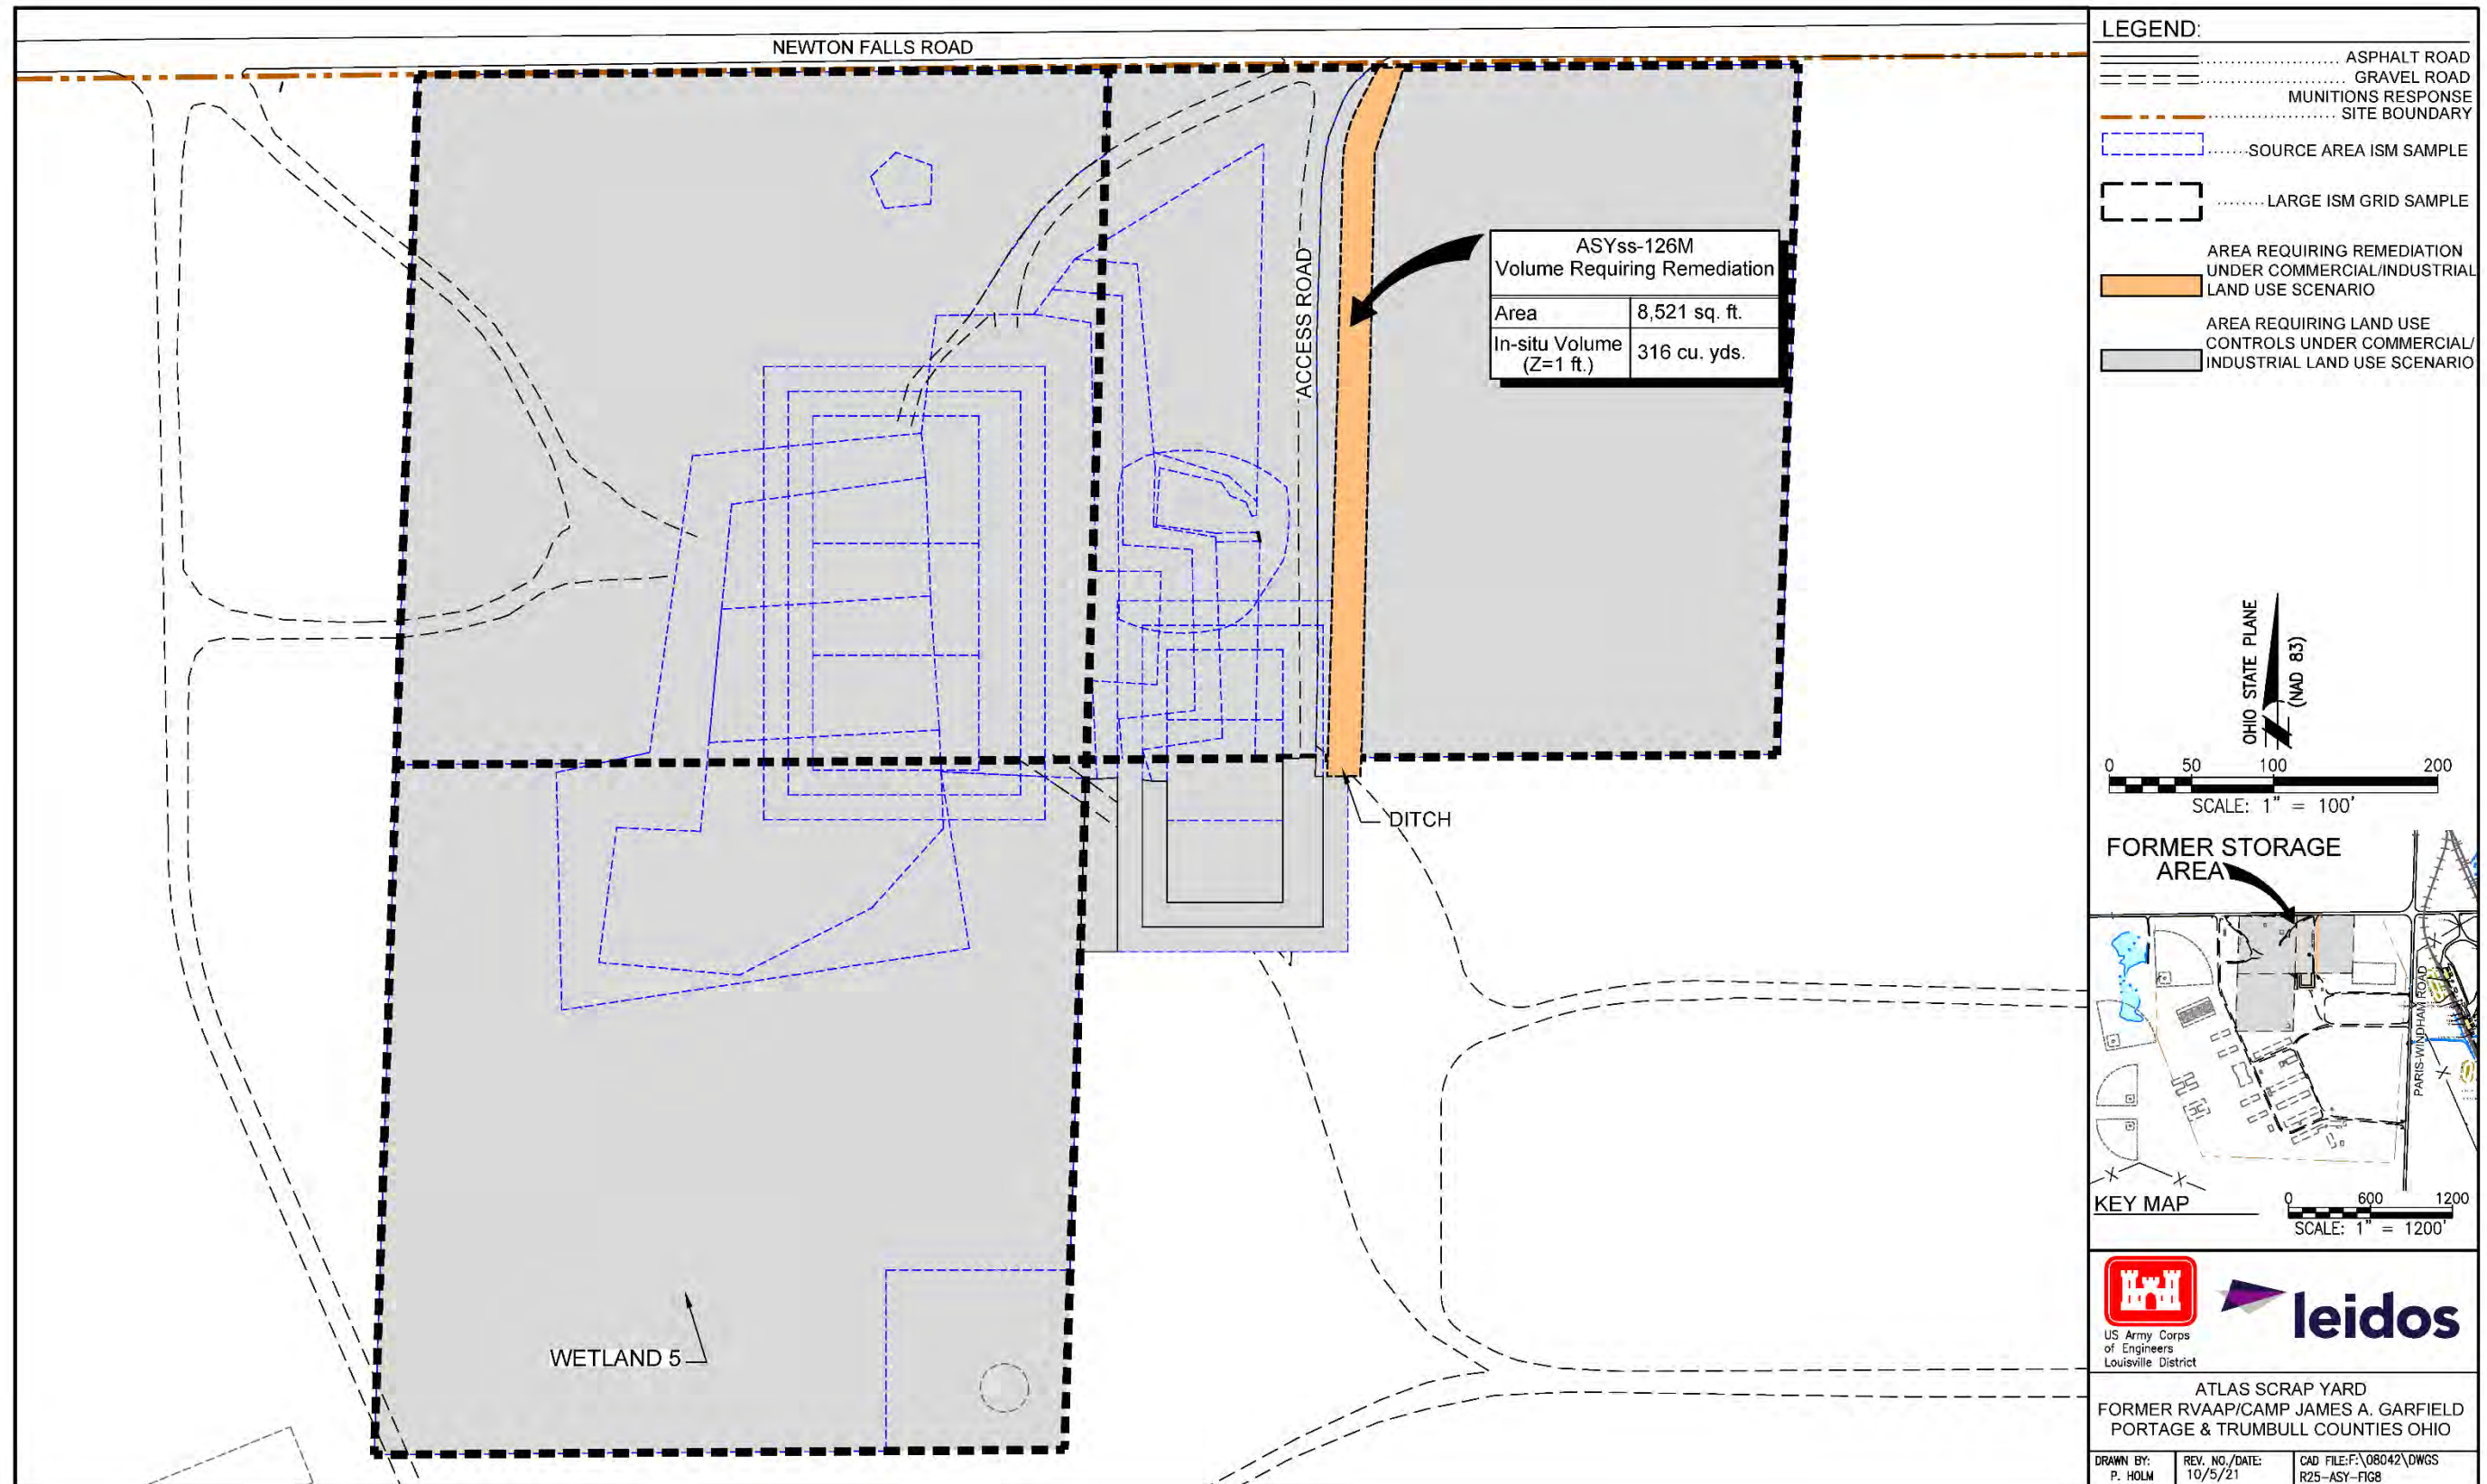 NEWTON FALLS ROAD
ACCESS ROAD
ASYss-126M
Volume Requiring Remediation
Area 8,521 sq. ft.
In-situ Volume
(Z=1 ft.) 316 cu. yds.
DITCH
WETLAND 5
LEGEND:
ASPHALT ROAD
GRAVEL ROAD
MUNITIONS RESPONSE
SITE BOUNDARY
SOURCE AREA ISM SAMPLE
LARGE ISM GRID SAMPLE
AREA REQUIRING REMEDIATION
UNDER COMMERCIAL/INDUSTRIAL
LAND USE SCENARIO
AREA REQUIRING LAND USE
CONTROLS UNDER COMMERCIAL/
INDUSTRIAL LAND USE SCENARIO
OHIO STATE PLANE
(NAD 83)
0 50 100 200
SCALE: 1" = 100'
FORMER STORAGE
AREA
PARIS-WINDHAM ROAD
KEY MAP
0 600 1200
SCALE: 1" = 1200'
US Army Corps
of Engineers
Louisville District
leidos
ATLAS SCRAP YARD
FORMER RVAAP/CAMP JAMES A. GARFIELD
PORTAGE & TRUMBULL COUNTIES OHIO
DRAWN BY:
P. HOLM
REV. NO./DATE:
10/5/21
CAD FILE:F:\08042\DWGS
R25-ASY-FIG8